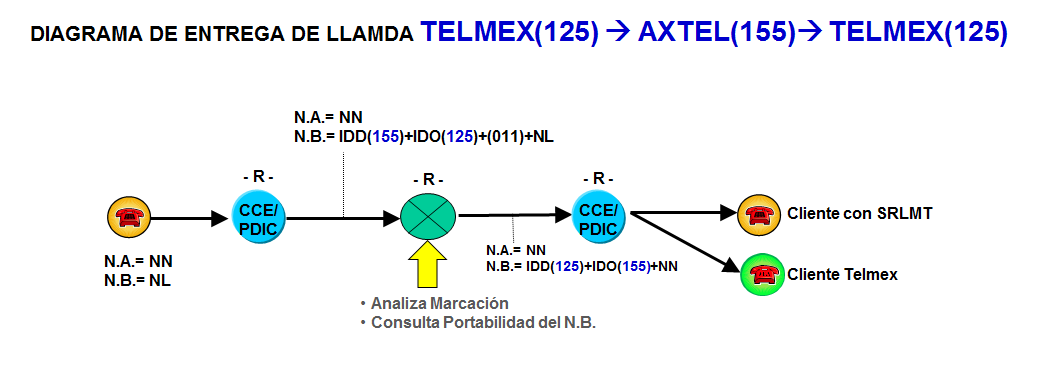 DIAGRAMA DE ENTREGA DE LLAMDA TELMEX(125) → AXTEL(155)→ TELMEX(125)
N.A.= NN
N.B.= IDD(155)+IDO(125)+(011)+NL
- R -
- R -
- R -
CCE/
PDIC
CCE/
PDIC
Cliente con SRLMT
N.A.= NN
N.B.= NL
N.A.= NN
N.B.= IDD(125)+IDO(155)+NN
Cliente Telmex
• Analiza Marcación
• Consulta Portabilidad del N.B.